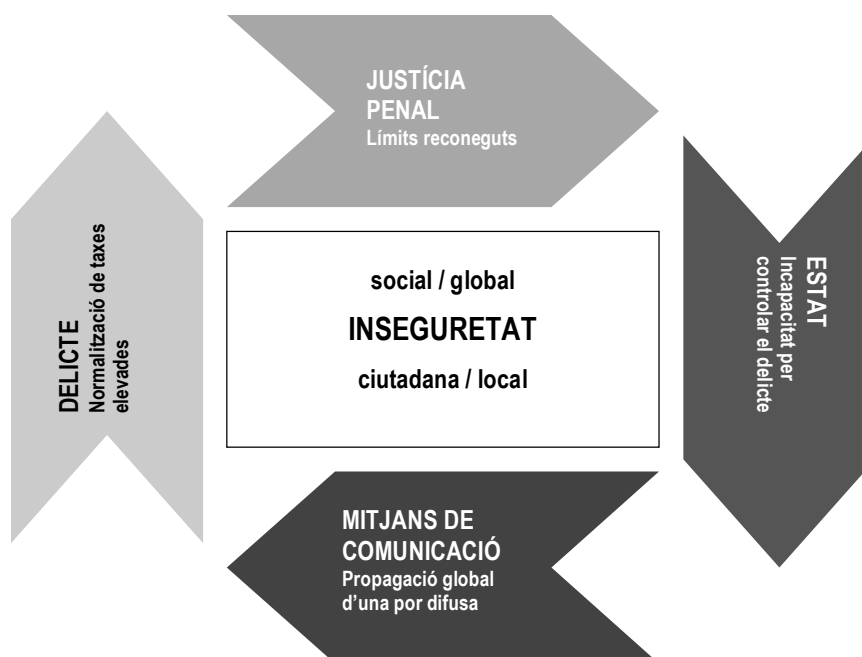 JUSTÍCIA
PENAL
Límits reconeguts
ESTAT
Incapacitat per
controlar el delicte
social / global
INSEGURETAT
ciutadana / local
MITJANS DE
COMUNICACIÓ
Propagació global
d’una por difusa
DELICTE
Normalització de taxes
elevades